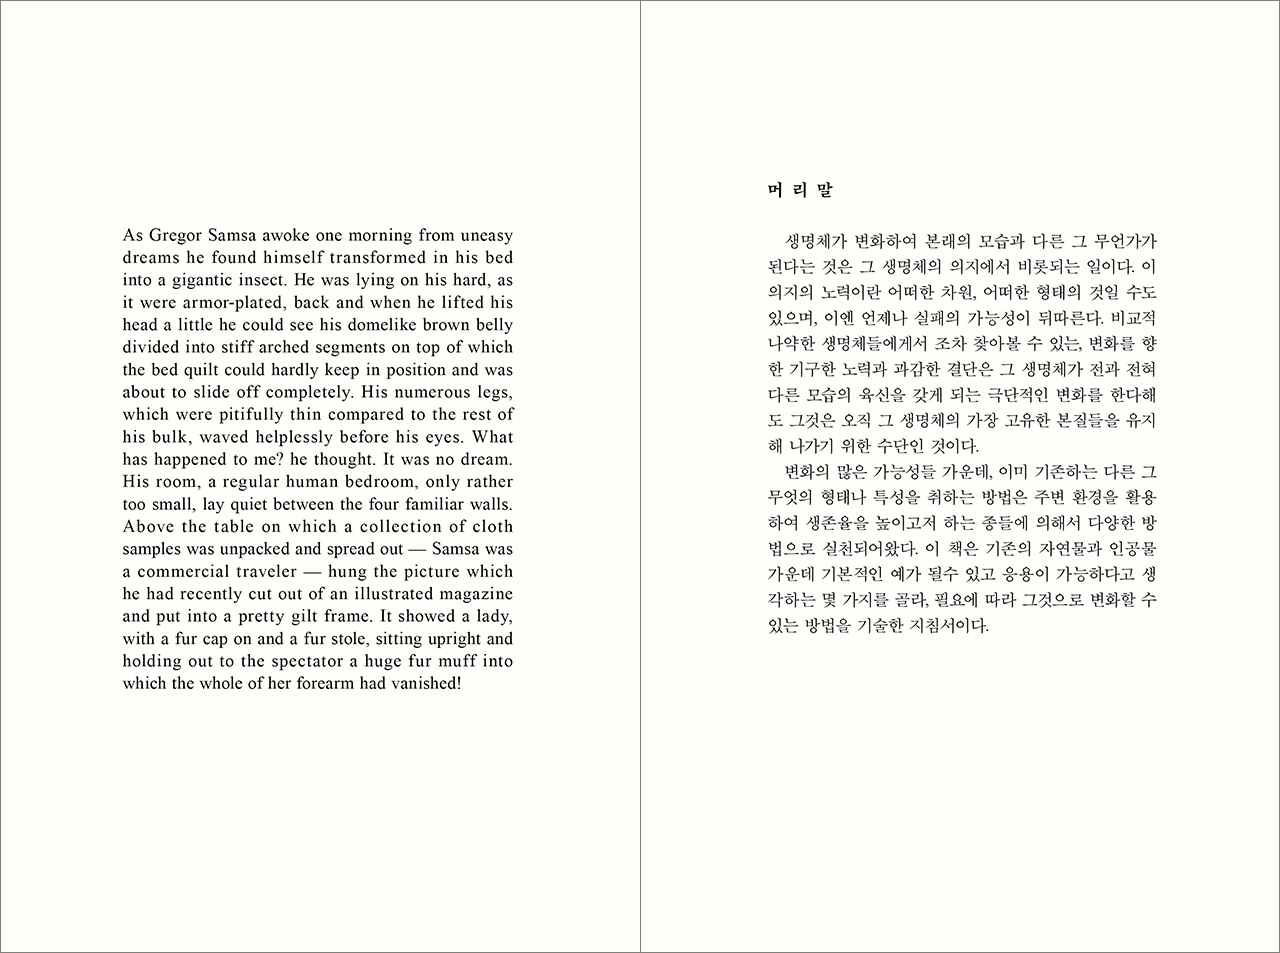 As Gregor Samsa awoke one morning from uneasy
dreams he found himself transformed in his bed
into a gigantic insect. He was lying on his hard, as
it were armor-plated, back and when he lifted his
head a little he could see his domelike brown belly
divided into stiff arched segments on top of which
the bed quilt could hardly keep in position and was
about to slide off completely. His numerous legs,
which were pitifully thin compared to the rest of
his bulk, waved helplessly before his eyes. What
has happened to me? he thought. It was no dream.
His room, a regular human bedroom, only rather
too small, lay quiet between the four familiar walls.
Above the table on which a collection of cloth
samples was unpacked and spread out — Samsa was
a commercial traveler — hung the picture which
he had recently cut out of an illustrated magazine
and put into a pretty gilt frame. It showed a lady,
with a fur cap on and a fur stole, sitting upright and
holding out to the spectator a huge fur muff into
which the whole of her forearm had vanished!
머 리 말
생명체가 변화하여 본래의 모습과 다른 그 무언가가
된다는 것은 그 생명체의 의지에서 비롯되는 일이다. 이
의지의 노력이란 어떠한 차원, 어떠한 형태의 것일 수도
있으며, 이엔 언제나 실패의 가능성이 뒤따른다. 비교적
나약한 생명체들에게서 조차 찾아볼 수 있는, 변화를 향
한 기구한 노력과 과감한 결단은 그 생명체가 전과 전혀
다른 모습의 육신을 갖게 되는 극단적인 변화를 한다해
도 그것은 오직 그 생명체의 가장 고유한 본질들을 유지
해 나가기 위한 수단인 것이다.
변화의 많은 가능성들 가운데, 이미 기존하는 다른 그
무엇의 형태나 특성을 취하는 방법은 주변 환경을 활용
하여 생존율을 높이고저 하는 종들에 의해서 다양한 방
법으로 실천되어왔다. 이 책은 기존의 자연물과 인공물
가운데 기본적인 예가 될수 있고 응용이 가능하다고 생
각하는 몇 가지를 골라, 필요에 따라 그것으로 변화할 수
있는 방법을 기술한 지침서이다.